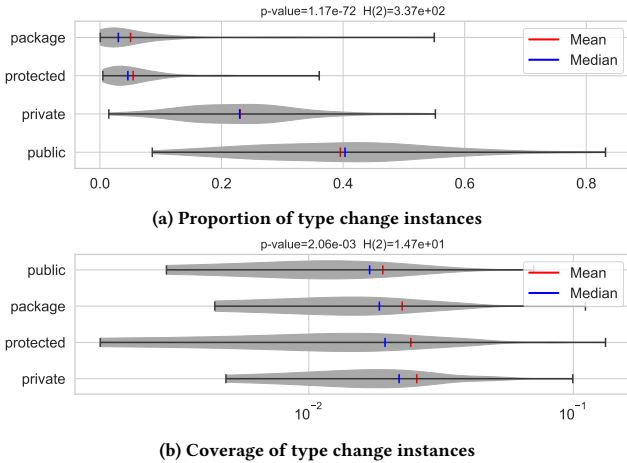 p-value=1.17e-72 H(2)=3.37e+02
package
protected
private
public
Mean
Median
0.0 0.2 0.4 0.6 0.8
(a) Proportion of type change instances
p-value=2.06e-03 H(2)=1.47e+01
public
package
protected
private
Mean
Median
10⁻² 10⁻¹
(b) Coverage of type change instances